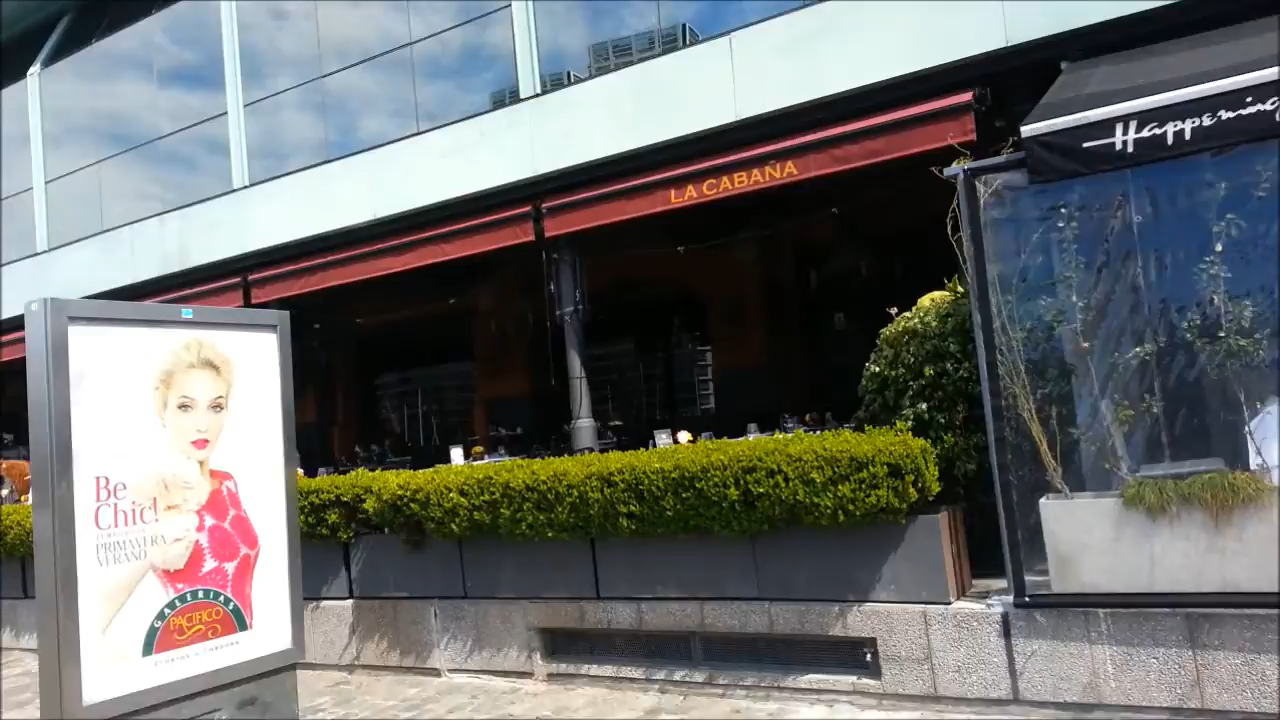 LA CABAÑA
Happening
Be
Chic!
PRIMAVERA
VERANO
GALERIAS
PACIFICO